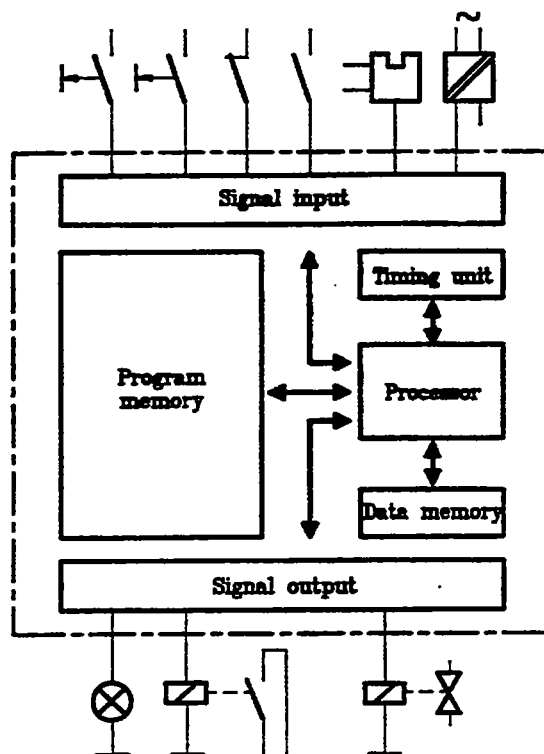 Signal input
Timing unit
Program
memory
Processor
Data memory
Signal output